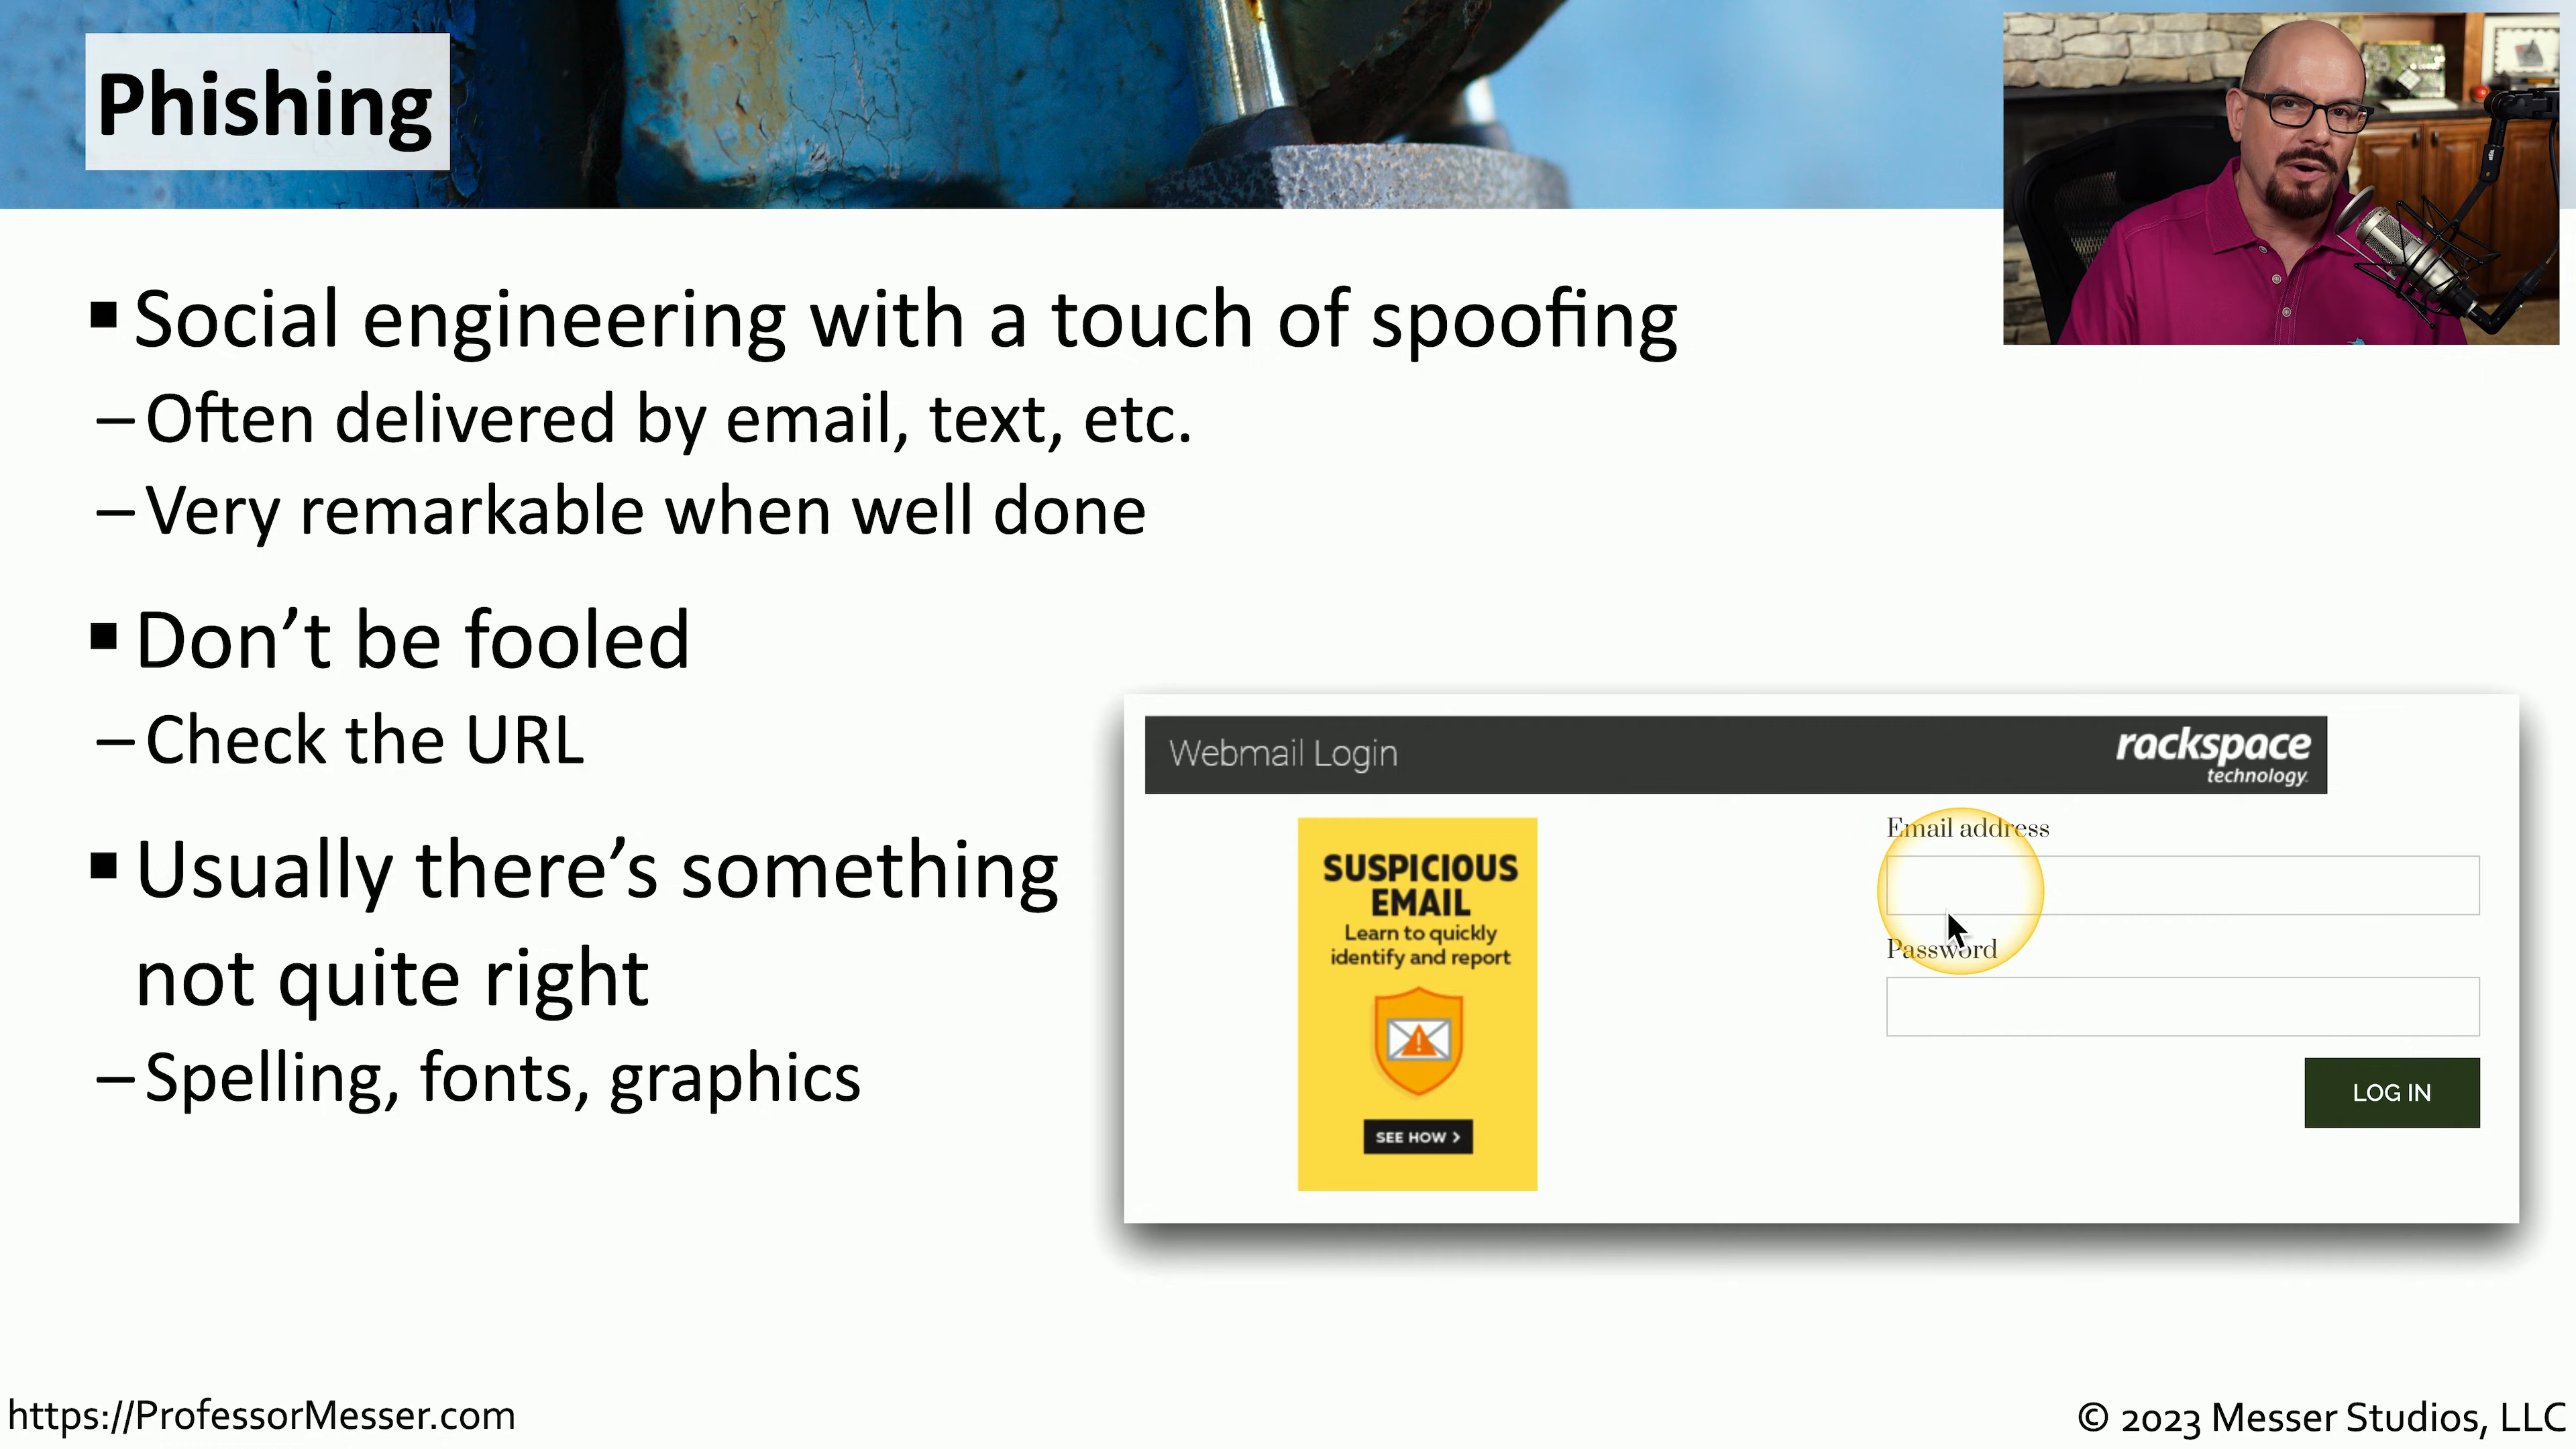 Phishing
▪ Social engineering with a touch of spoofing
– Often delivered by email, text, etc.
– Very remarkable when well done
▪ Don’t be fooled
– Check the URL
▪ Usually there’s something
not quite right
– Spelling, fonts, graphics
Webmail Login
rackspace
technology.
SUSPICIOUS
EMAIL
Learn to quickly
identify and report
SEE HOW >
Email address
Password
LOG IN
https://ProfessorMesser.com
© 2023 Messer Studios, LLC